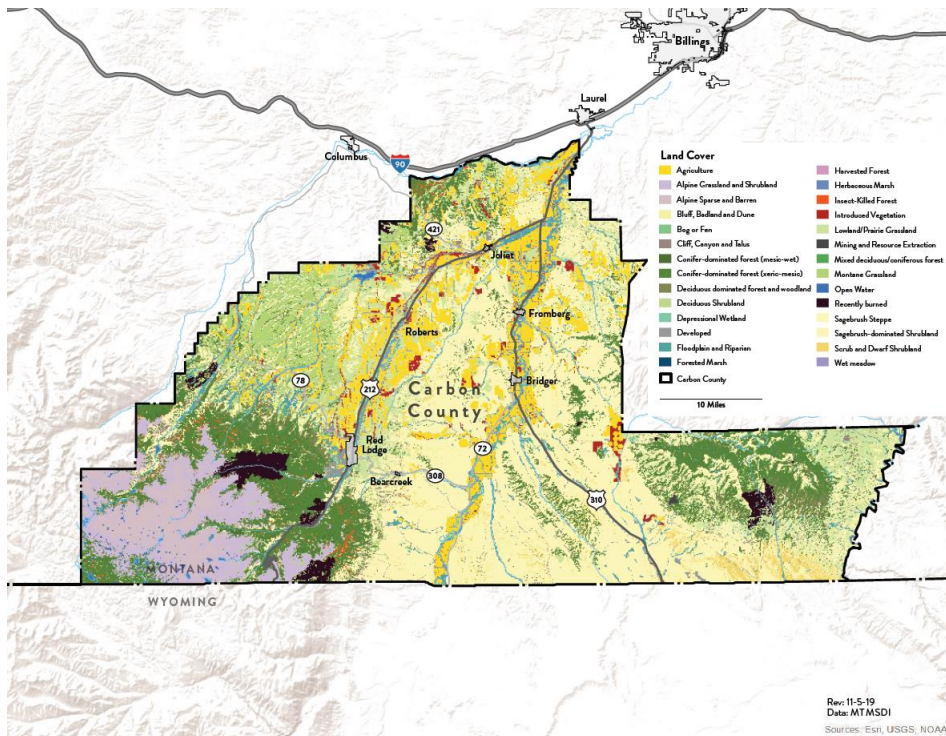 Billings
Laurel
Columbus
90
Land Cover
Agriculture
Alpine Grassland and Shrubland
Alpine Sparse and Barren
Bluff, Badland and Dune
Bog or Fen
Cliff, Canyon and Talus
Conifer-dominated forest (mesic-wet)
Conifer-dominated forest (xeric-mesic)
Deciduous dominated forest and woodland
Deciduous Shrubland
Depressional Wetland
Developed
Floodplain and Riparian
Forested Marsh
Carbon County
10 Miles
Harvested Forest
Herbaceous Marsh
Insect-Killed Forest
Introduced Vegetation
Lowland/Prairie Grassland
Mining and Resource Extraction
Mixed deciduous/coniferous forest
Montane Grassland
Open Water
Recently burned
Sagebrush Steppe
Sagebrush-dominated Shrubland
Scrub and Dwarf Shrubland
Wet meadow
421
Joliet
Fromberg
Roberts
78
212
Bridger
Carbon
County
Red
Lodge
72
Bearcreek
308
310
MONTANA
WYOMING
Rev: 11-5-19
Data: MTMSDI
Sources: Esri, USGS, NOAA